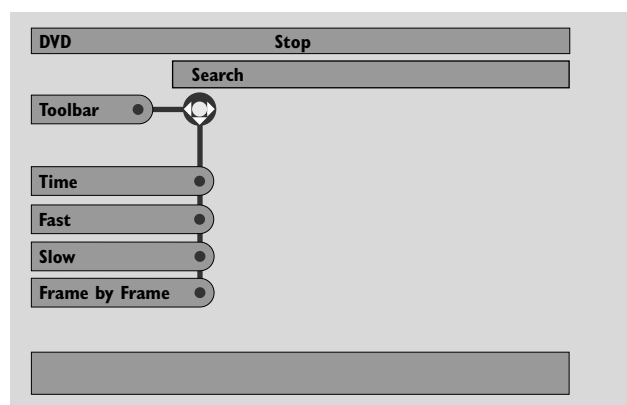 DVD Stop
Search
Toolbar
Time
Fast
Slow
Frame by Frame